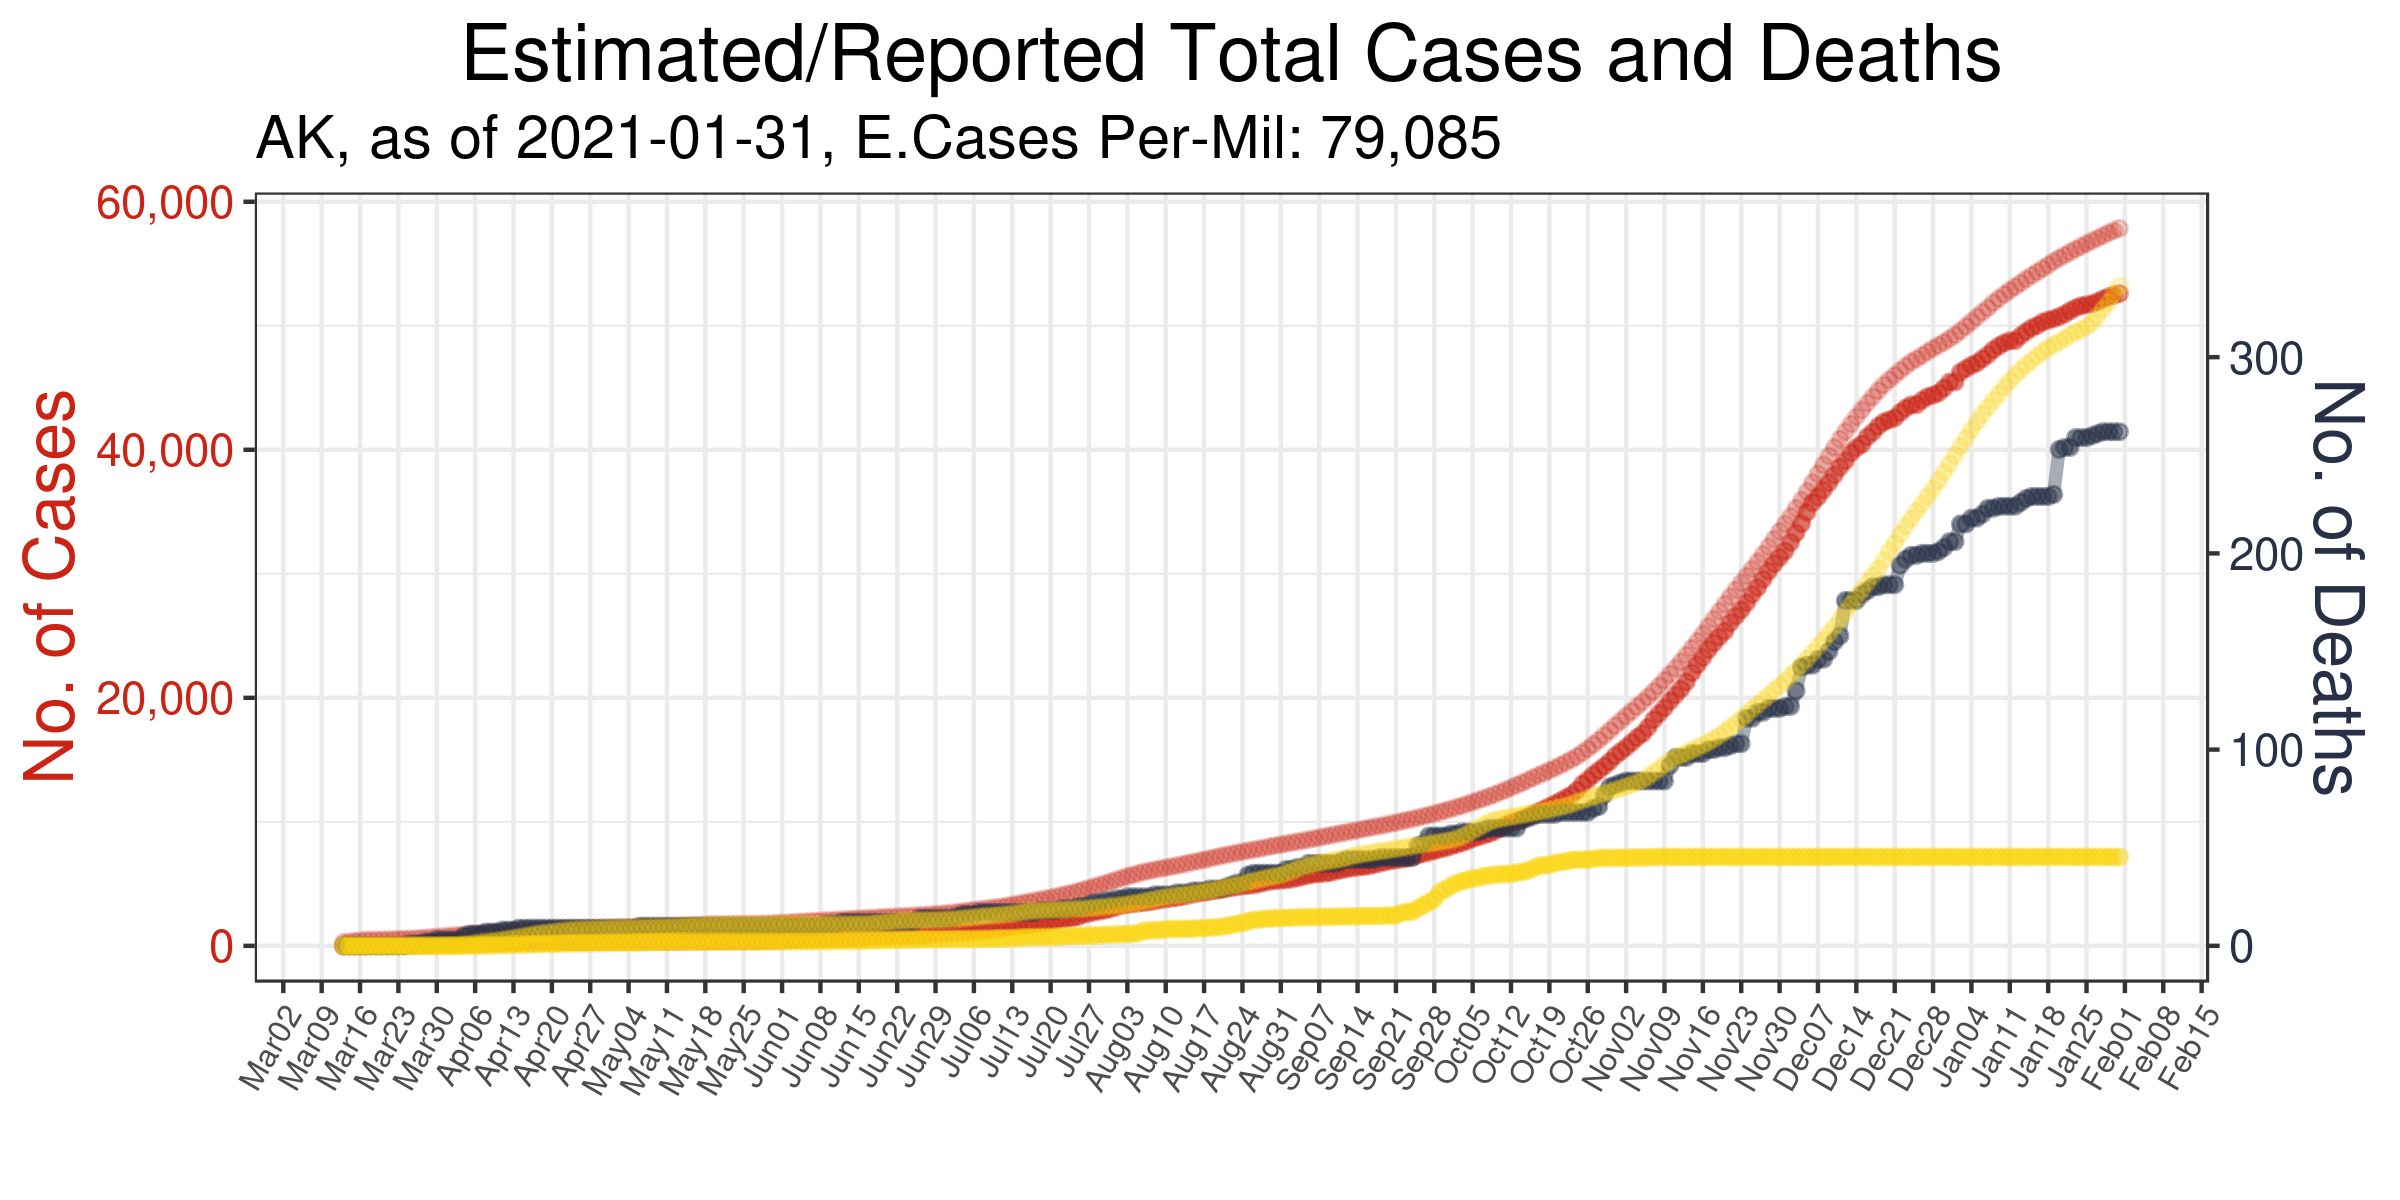 Estimated/Reported Total Cases and Deaths
AK, as of 2021-01-31, E.Cases Per-Mil: 79,085
No. of Cases
60,000
40,000
20,000
0
300
200
100
0
No. of Deaths
Mar02 Mar09 Mar16 Mar23 Mar30 Apr06 Apr13 Apr20 Apr27 May04 May11 May18 May25 Jun01 Jun08 Jun15 Jun22 Jun29 Jul06 Jul13 Jul20 Jul27 Aug03 Aug10 Aug17 Aug24 Aug31 Sep07 Sep14 Sep21 Sep28 Oct05 Oct12 Oct19 Oct26 Nov02 Nov09 Nov16 Nov23 Nov30 Dec07 Dec14 Dec21 Dec28 Jan04 Jan11 Jan18 Jan25 Feb01 Feb08 Feb15